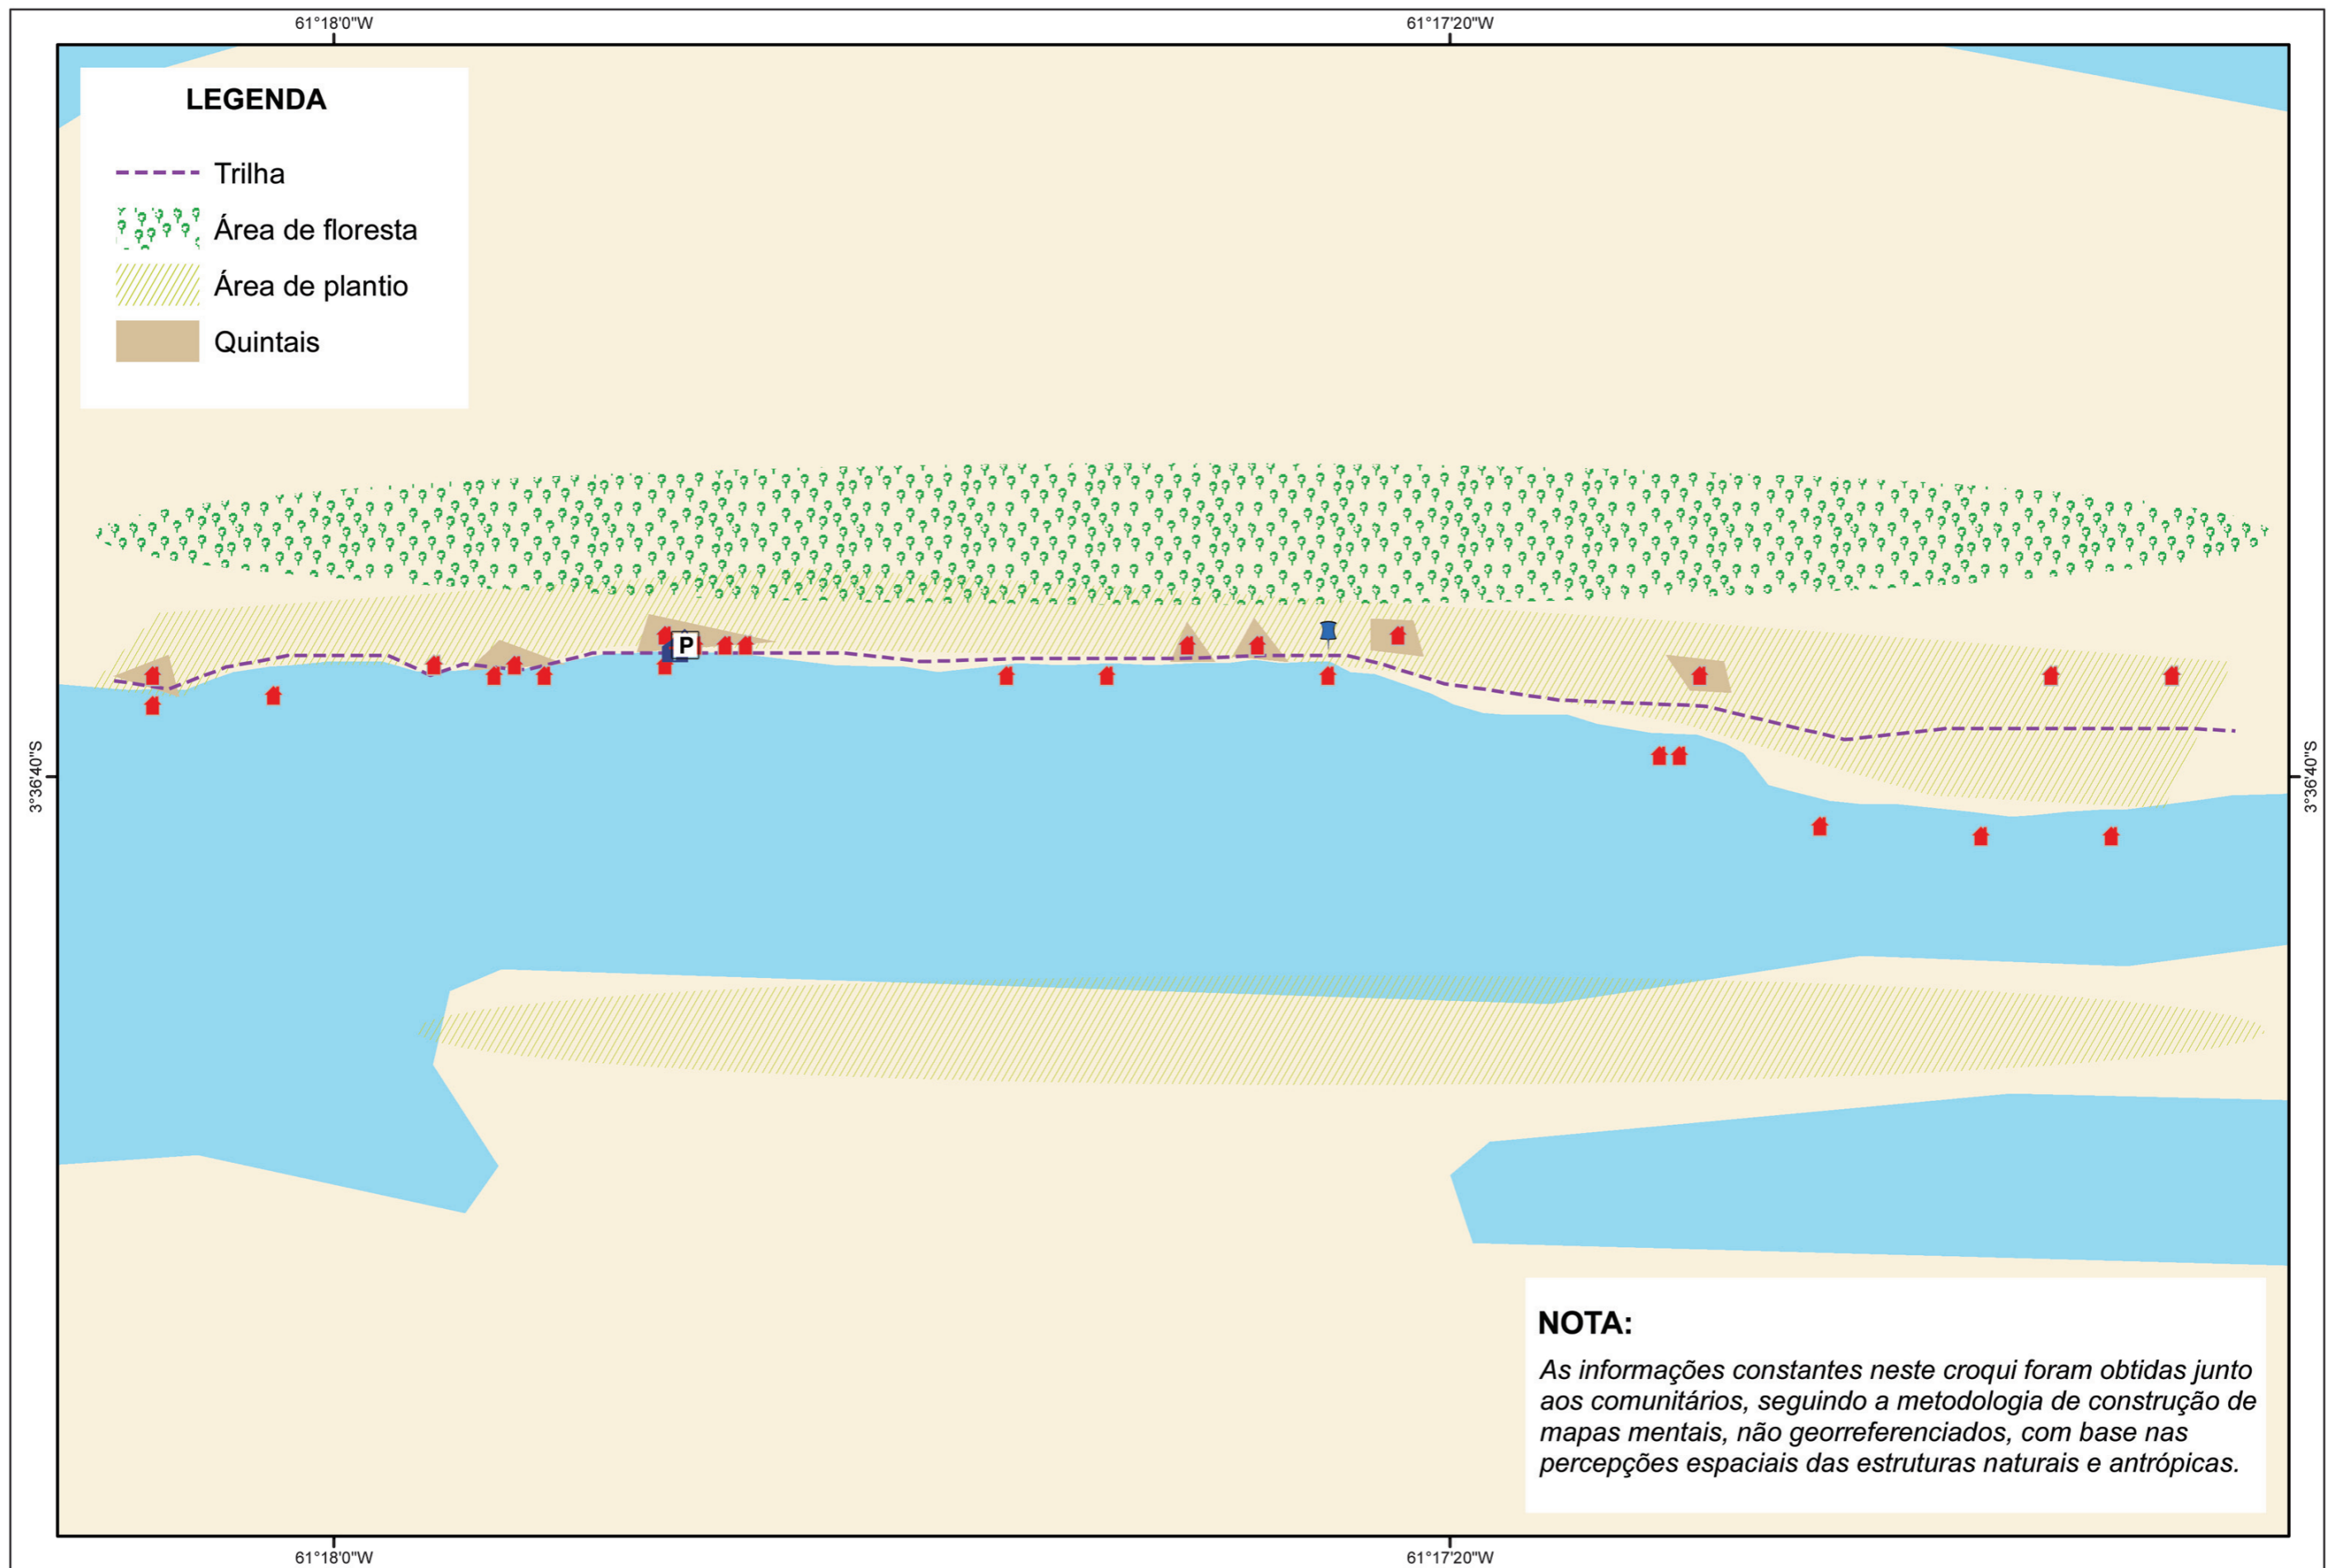 61°18'0"W
61°17'20"W
LEGENDA
Trilha
Área de floresta
Área de plantio
Quintais
P
3°36'40"S
3°36'40"S
NOTA:
As informações constantes neste croqui foram obtidas junto
aos comunitários, seguindo a metodologia de construção de
mapas mentais, não georreferenciados, com base nas
percepções espaciais das estruturas naturais e antrópicas.
61°18'0"W
61°17'20"W